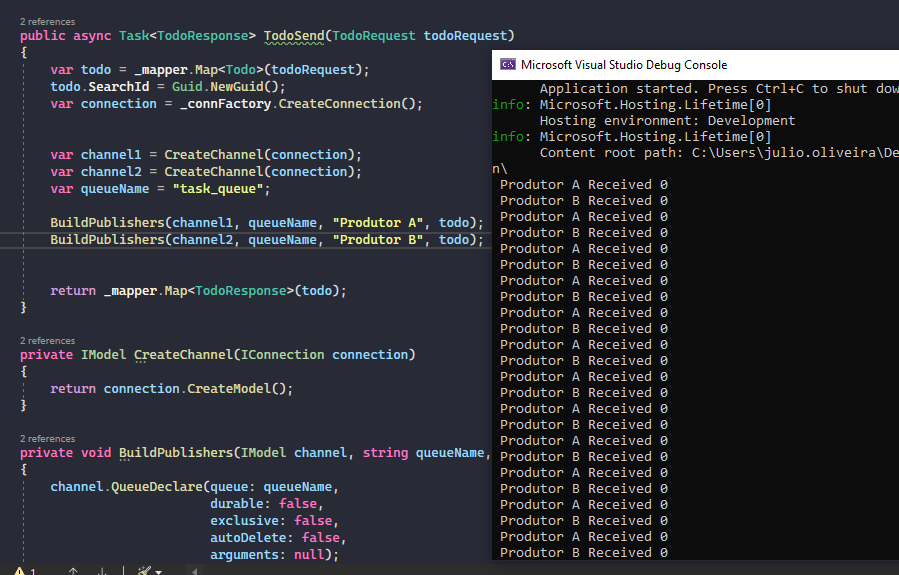 2 references
public async Task<TodoResponse> TodoSend(TodoRequest todoRequest)
{
var todo = _mapper.Map<Todo>(todoRequest);
todo.SearchId = Guid.NewGuid();
var connection = _connFactory.CreateConnection();
var channel1 = CreateChannel(connection);
var channel2 = CreateChannel(connection);
var queueName = "task_queue";
BuildPublishers(channel1, queueName, "Produtor A", todo);
BuildPublishers(channel2, queueName, "Produtor B", todo);
return _mapper.Map<TodoResponse>(todo);
}
2 references
private IModel CreateChannel(IConnection connection)
{
return connection.CreateModel();
}
2 references
private void BuildPublishers(IModel channel, string queueName,
{
channel.QueueDeclare(queue: queueName,
durable: false,
exclusive: false,
autoDelete: false,
arguments: null);
1
Microsoft Visual Studio Debug Console
Application started. Press Ctrl+C to shut dow
info: Microsoft.Hosting.Lifetime[0]
Hosting environment: Development
info: Microsoft.Hosting.Lifetime[0]
Content root path: C:\Users\julio.oliveira\De
n\
Produtor A Received 0
Produtor B Received 0
Produtor A Received 0
Produtor B Received 0
Produtor A Received 0
Produtor B Received 0
Produtor A Received 0
Produtor B Received 0
Produtor A Received 0
Produtor B Received 0
Produtor A Received 0
Produtor B Received 0
Produtor A Received 0
Produtor B Received 0
Produtor A Received 0
Produtor B Received 0
Produtor A Received 0
Produtor B Received 0
Produtor A Received 0
Produtor B Received 0
Produtor A Received 0
Produtor B Received 0
Produtor A Received 0
Produtor B Received 0